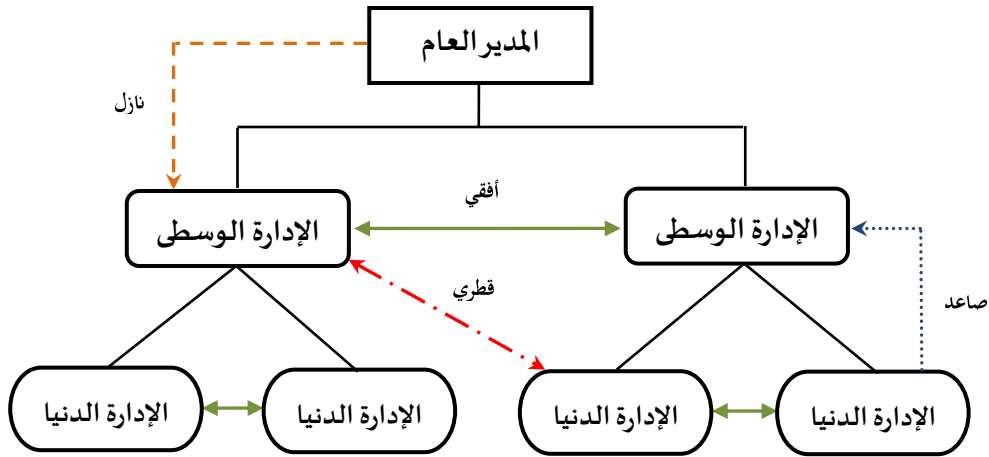 المدير العام
نازل
أفقي
الإدارة الوسطى
الإدارة الوسطى
قطري
صاعد
الإدارة الدنيا
الإدارة الدنيا
الإدارة الدنيا
الإدارة الدنيا